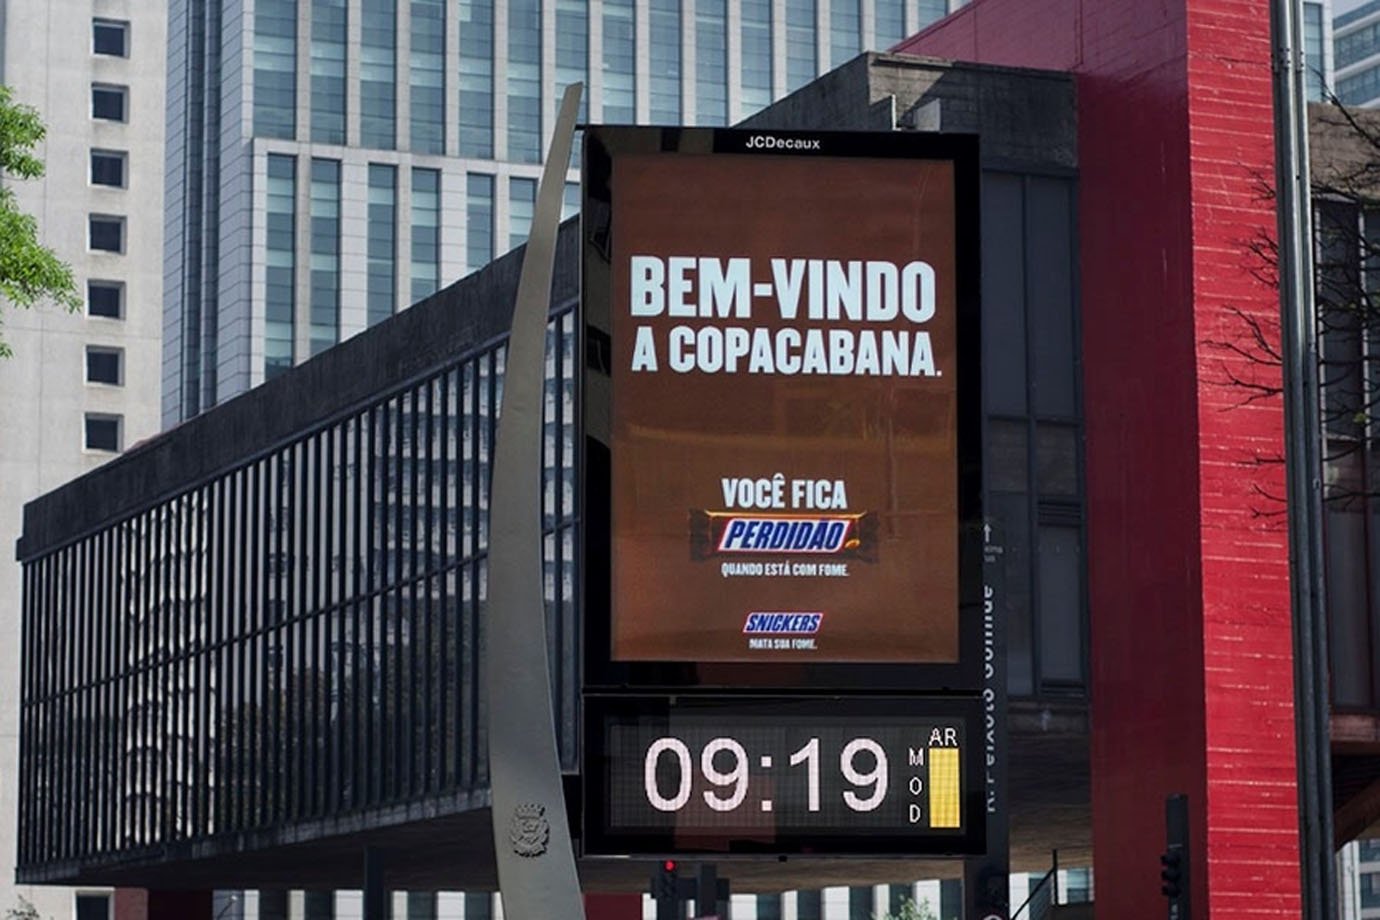 JCDecaux
BEM-VINDO
A COPACABANA.
VOCÊ FICA
PERDIDÃO
QUANDO ESTÁ COM FOME.
SNICKERS
MATA SUA FOME.
09:19
AR
MOD